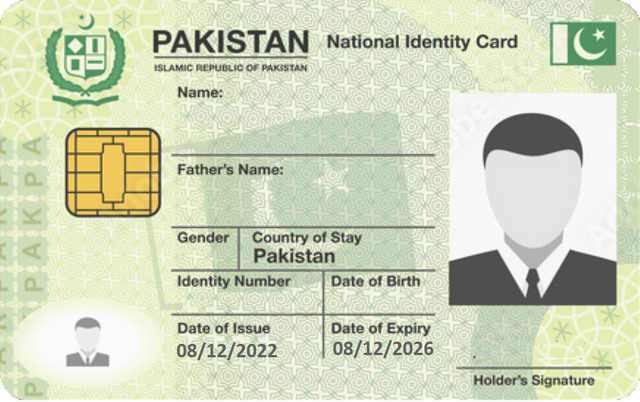 PAKISTAN National Identity Card
ISLAMIC REPUBLIC OF PAKISTAN
Name:
Father's Name:
Gender Country of Stay
Pakistan
Identity Number Date of Birth
Date of Issue Date of Expiry
08/12/2022 08/12/2026
Holder's Signature